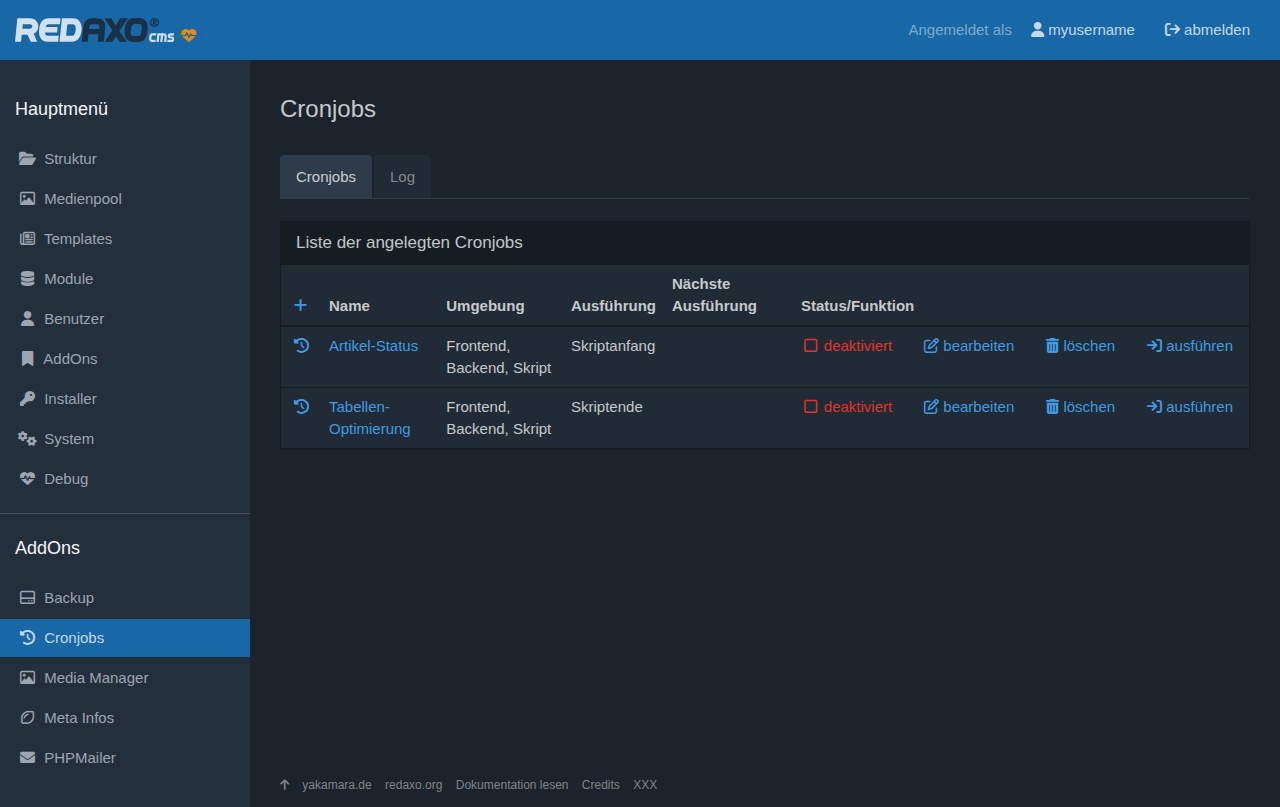 REDAXO® cms
Angemeldet als myusername abmelden
Hauptmenü
Struktur
Medienpool
Templates
Module
Benutzer
AddOns
Installer
System
Debug
AddOns
Backup
Cronjobs
Media Manager
Meta Infos
PHPMailer
Cronjobs
Cronjobs Log
Liste der angelegten Cronjobs
Name Umgebung Ausführung Nächste Ausführung Status/Funktion
Artikel-Status Frontend, Skriptanfang deaktiviert bearbeiten löschen ausführen
Backend, Skript
Tabellen- Frontend, Skriptende deaktiviert bearbeiten löschen ausführen
Optimierung Backend, Skript
yakamara.de redaxo.org Dokumentation lesen Credits XXX